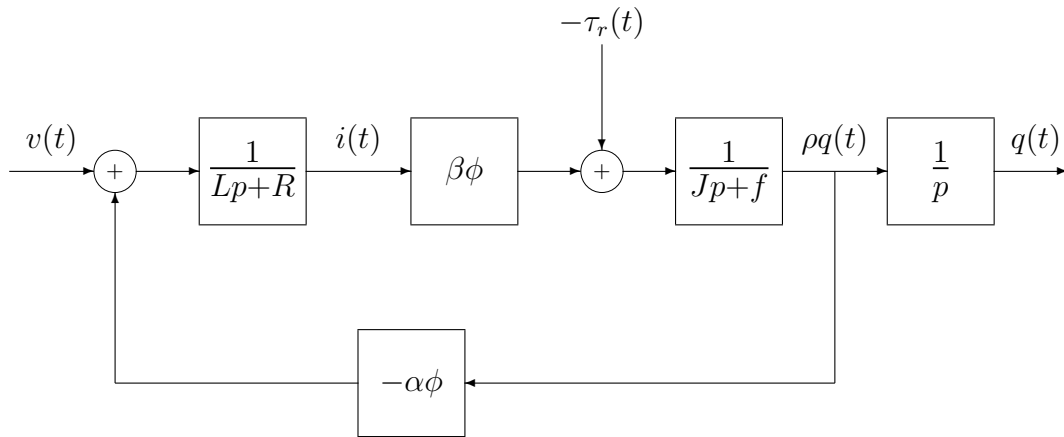 −τ_r(t)
v(t)
+
1/(Lp+R)
i(t)
βϕ
+
1/(Jp+f)
ρq(t)
1/p
q(t)
−αϕ